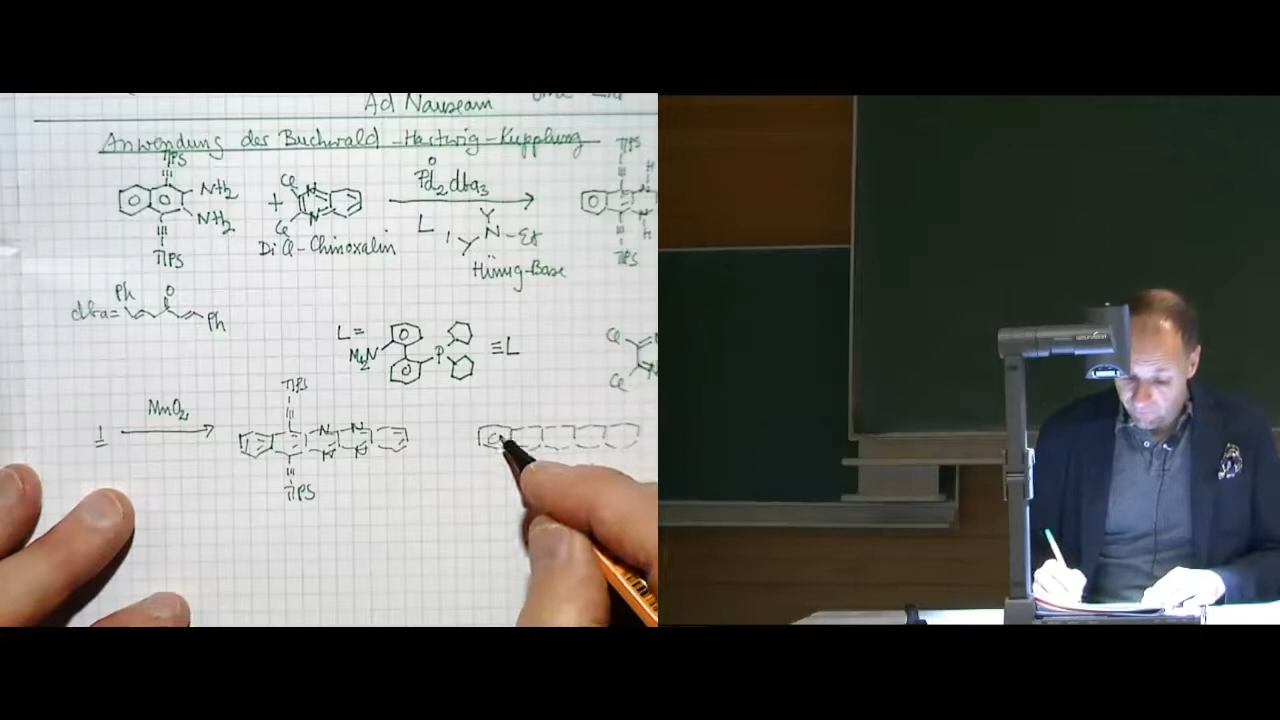 Ad Nauseam
Anwendung der Buchwald-Hartwig-Kupplung
TIPS
NH2
NH2
TIPS
+
Cl
N
N
Cl
Di Cl-Chinoxalin
0
Pd2dba3
L
N
Et
Hünig-Base
TIPS
H
N
N
H
TIPS
dba=
Ph
O
Ph
L =
Me2N
P
≡L
Cl
Cl
N
1
MnO2
TIPS
N
N
N
N
TIPS